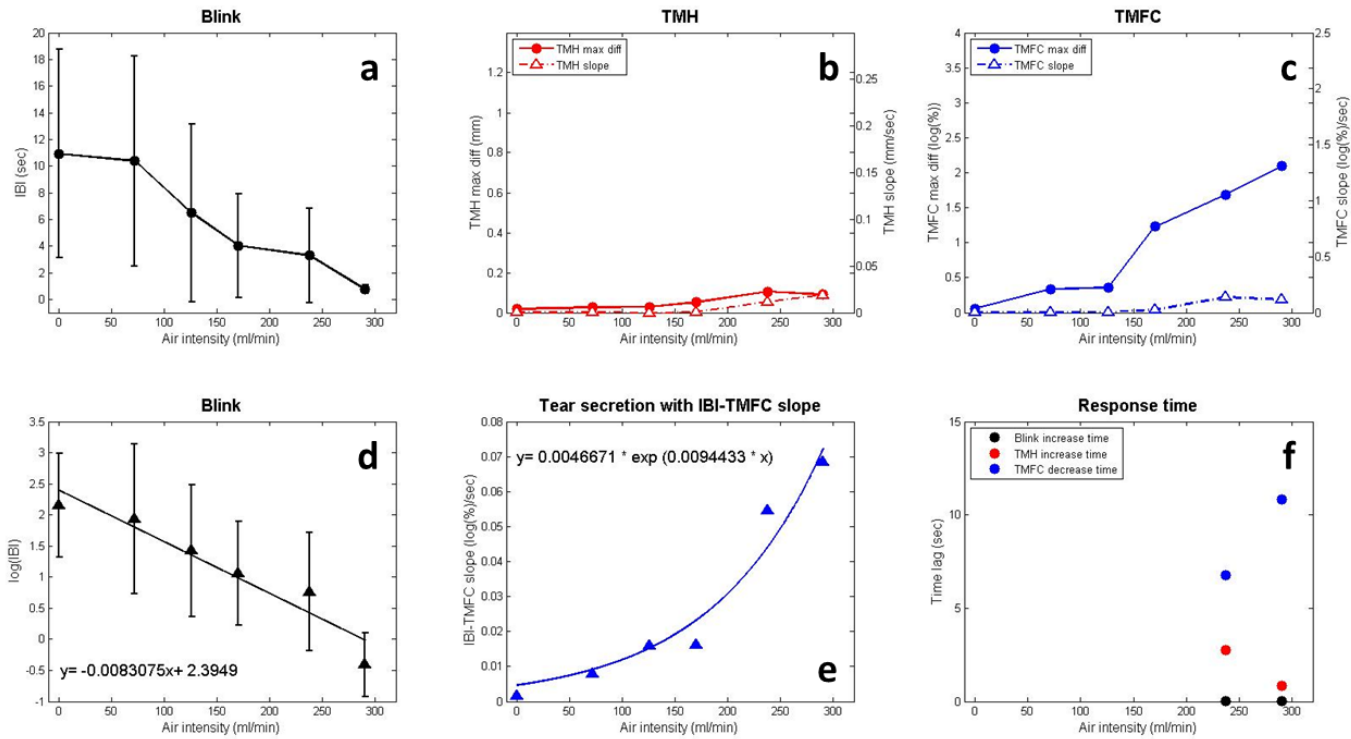 Blink
a
IBI (sec)
20
18
16
14
12
10
8
6
4
2
0
0 50 100 150 200 250 300
Air intensity (ml/min)
TMH
b
TMH max diff
TMH slope
TMH max diff (mm)
1.2
1
0.8
0.6
0.4
0.2
0
TMH slope (mm/sec)
0.25
0.2
0.15
0.1
0.05
0
0 50 100 150 200 250 300
Air intensity (ml/min)
TMFC
c
TMFC max diff
TMFC slope
TMFC max diff (log(%))
4
3.5
3
2.5
2
1.5
1
0.5
0
TMFC slope (log(%)/sec)
2.5
2
1.5
1
0.5
0
0 50 100 150 200 250 300
Air intensity (ml/min)
Blink
d
log(IBI)
3.5
3
2.5
2
1.5
1
0.5
0
-0.5
-1
y= -0.0083075x+ 2.3949
0 50 100 150 200 250 300
Air intensity (ml/min)
Tear secretion with IBI-TMFC slope
y= 0.0046671 * exp (0.0094433 * x)
e
IBI-TMFC slope (log(%)/sec)
0.08
0.07
0.06
0.05
0.04
0.03
0.02
0.01
0
0 50 100 150 200 250 300
Air intensity (ml/min)
Response time
f
Blink increase time
TMH increase time
TMFC decrease time
Time lag (sec)
15
10
5
0
0 50 100 150 200 250 300
Air intensity (ml/min)